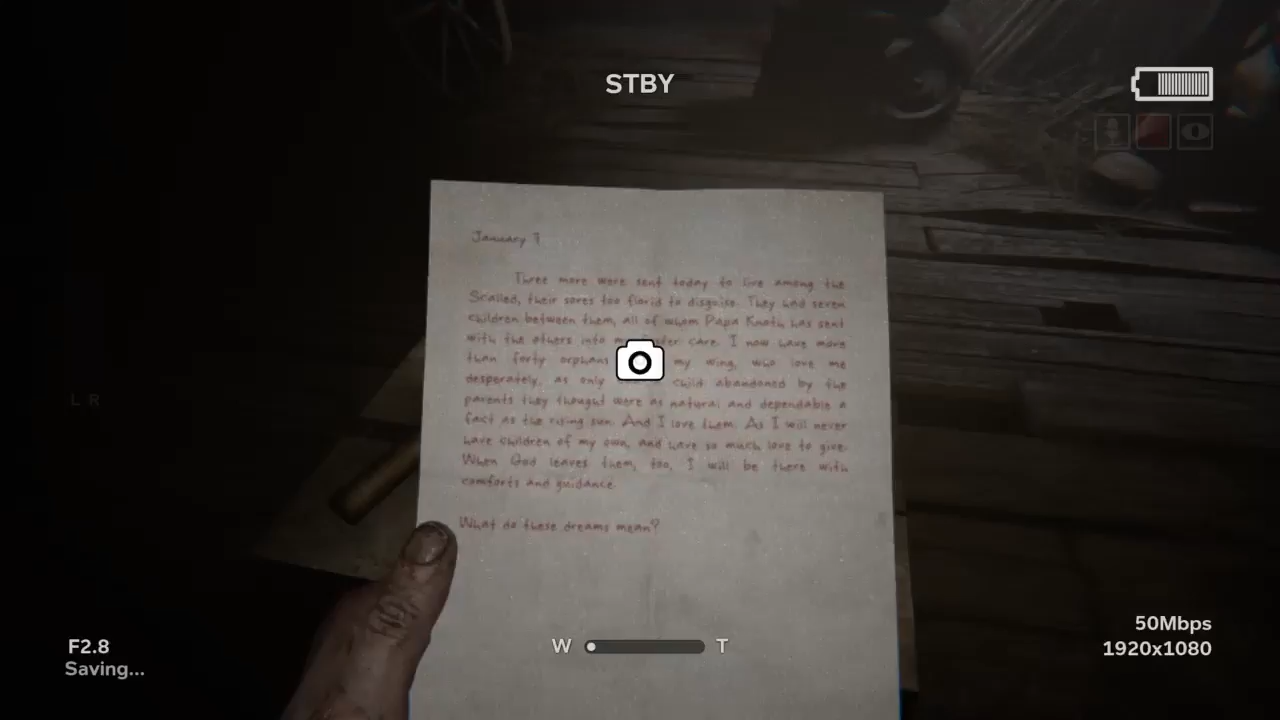 STBY
January 7
Three more were sent today to live among the
Scalled, their sores too florid to disguise. They had seven
children between them, all of whom Papa Knoth has sent
with the others into my care. I now have more
than forty orphans my wing, who love me
desperately, as only child abandoned by the
parents they thought were as natural and dependable a
fact as the rising sun. And I love them. As I will never
have children of my own, and have so much love to give.
When God leaves them, too, I will be there with
comforts and guidance.
What do these dreams mean?
L R
F2.8
Saving...
W T
50Mbps
1920x1080